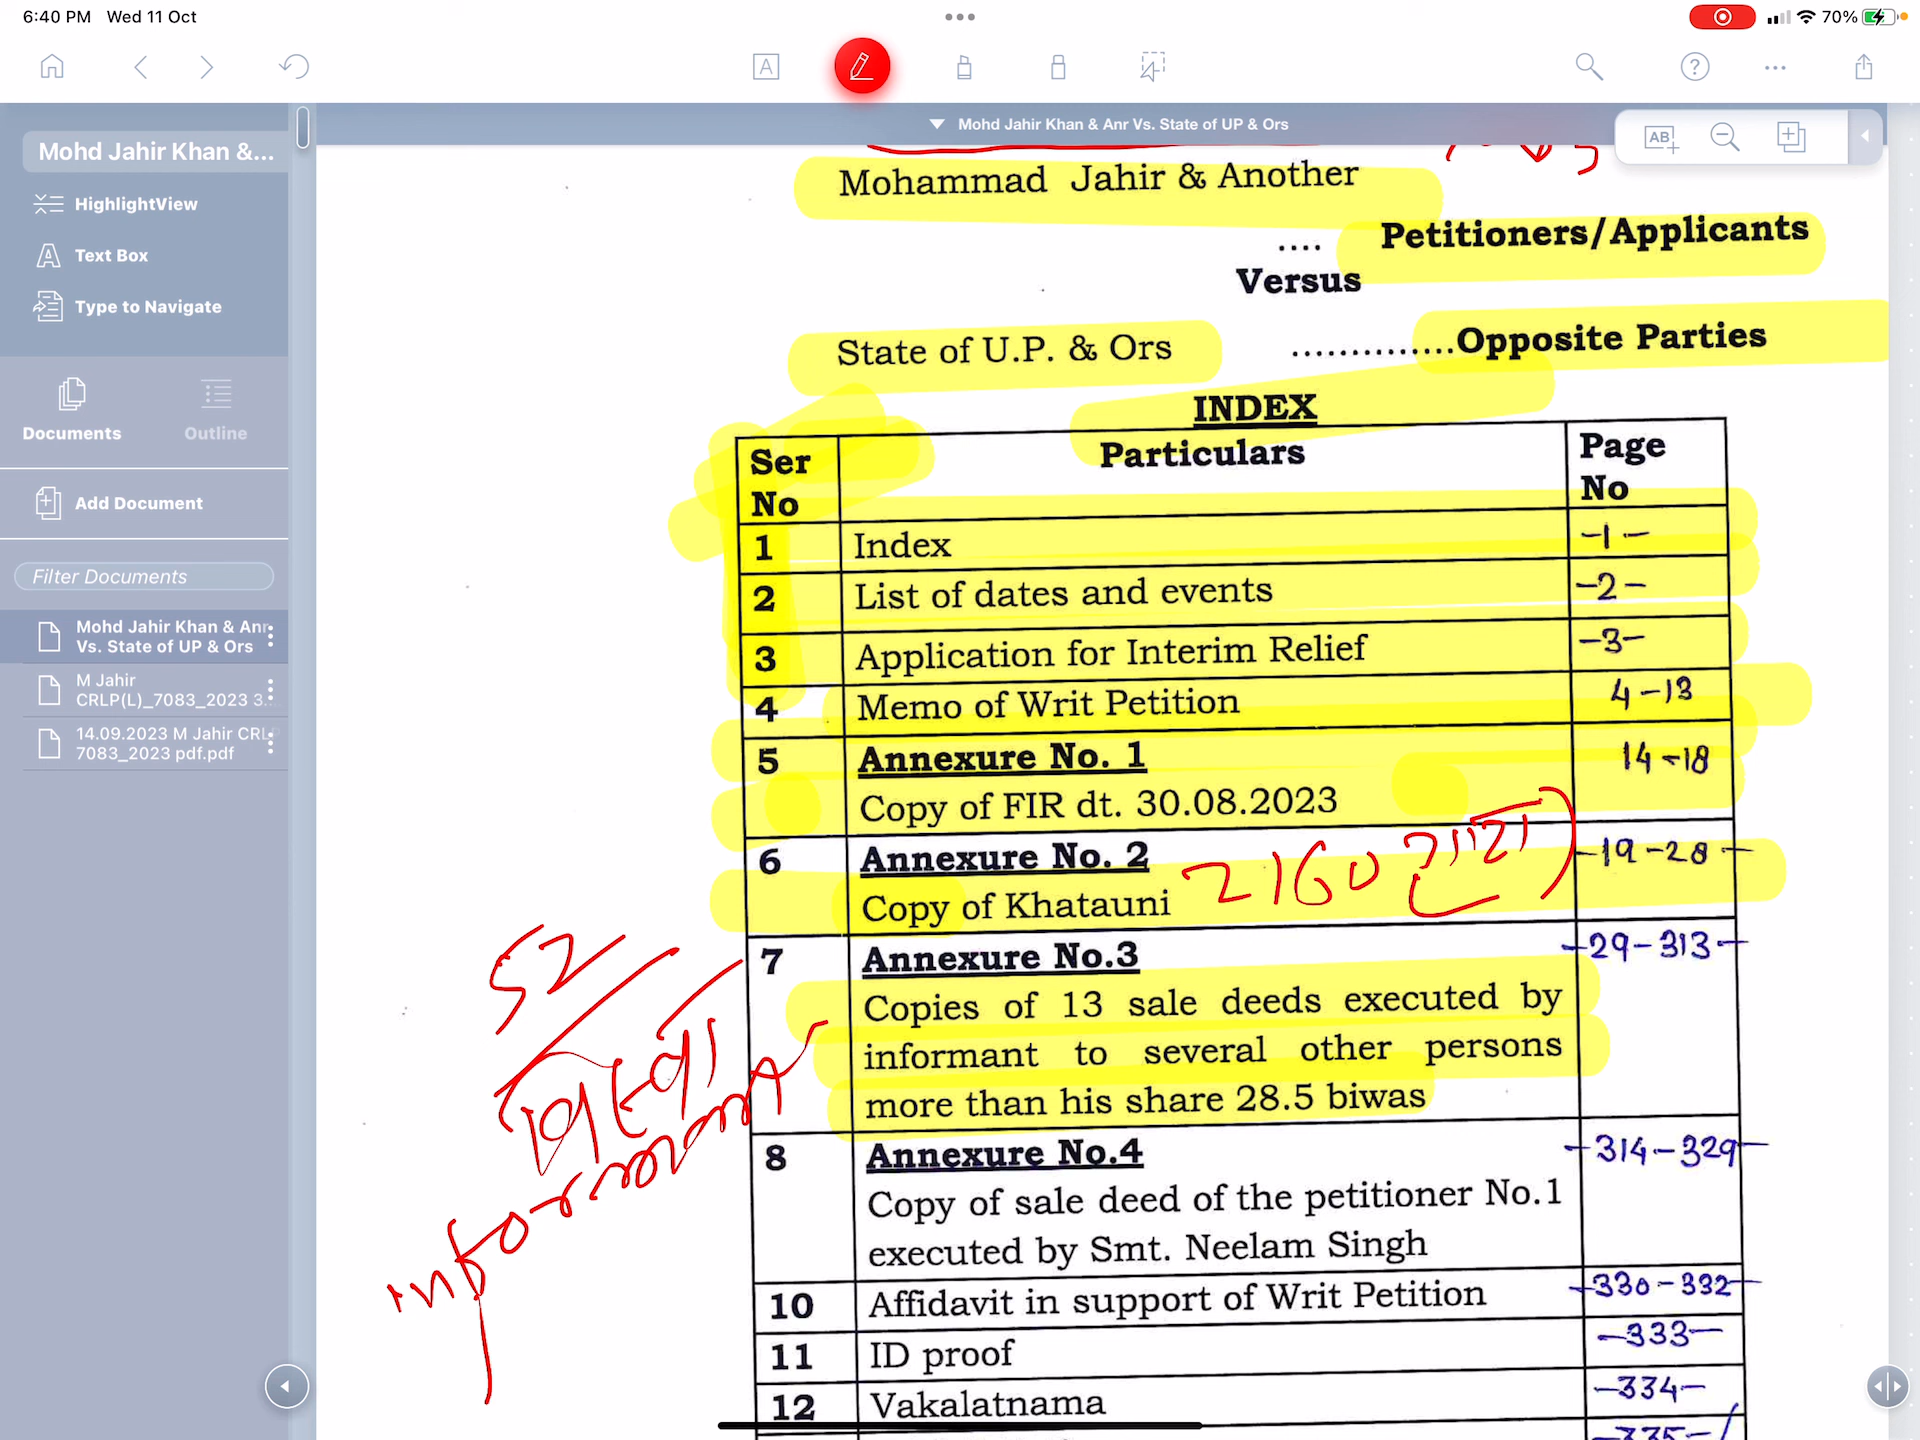 6:40 PM Wed 11 Oct
70%
A
?
Mohd Jahir Khan & Anr Vs. State of UP & Ors
AB
Mohd Jahir Khan &...
HighlightView
Text Box
Type to Navigate
Documents
Outline
Add Document
Filter Documents
Mohd Jahir Khan & Anr
Vs. State of UP & Ors
M Jahir
CRLP(L)_7083_2023 3...
14.09.2023 M Jahir CRL
7083_2023 pdf.pdf
Mohammad Jahir & Another
.... Petitioners/Applicants
Versus
State of U.P. & Ors ...............Opposite Parties
INDEX
Ser No Particulars Page No
1 Index -1-
2 List of dates and events -2-
3 Application for Interim Relief -3-
4 Memo of Writ Petition 4-13
5 Annexure No. 1 14-18
Copy of FIR dt. 30.08.2023
6 Annexure No. 2 -19-28-
Copy of Khatauni 2160
7 Annexure No.3 -29-313-
Copies of 13 sale deeds executed by
informant to several other persons
more than his share 28.5 biwas
52
informant
8 Annexure No.4 -314-329-
Copy of sale deed of the petitioner No.1
executed by Smt. Neelam Singh
10 Affidavit in support of Writ Petition -330-332-
11 ID proof -333-
12 Vakalatnama -334-
-335-